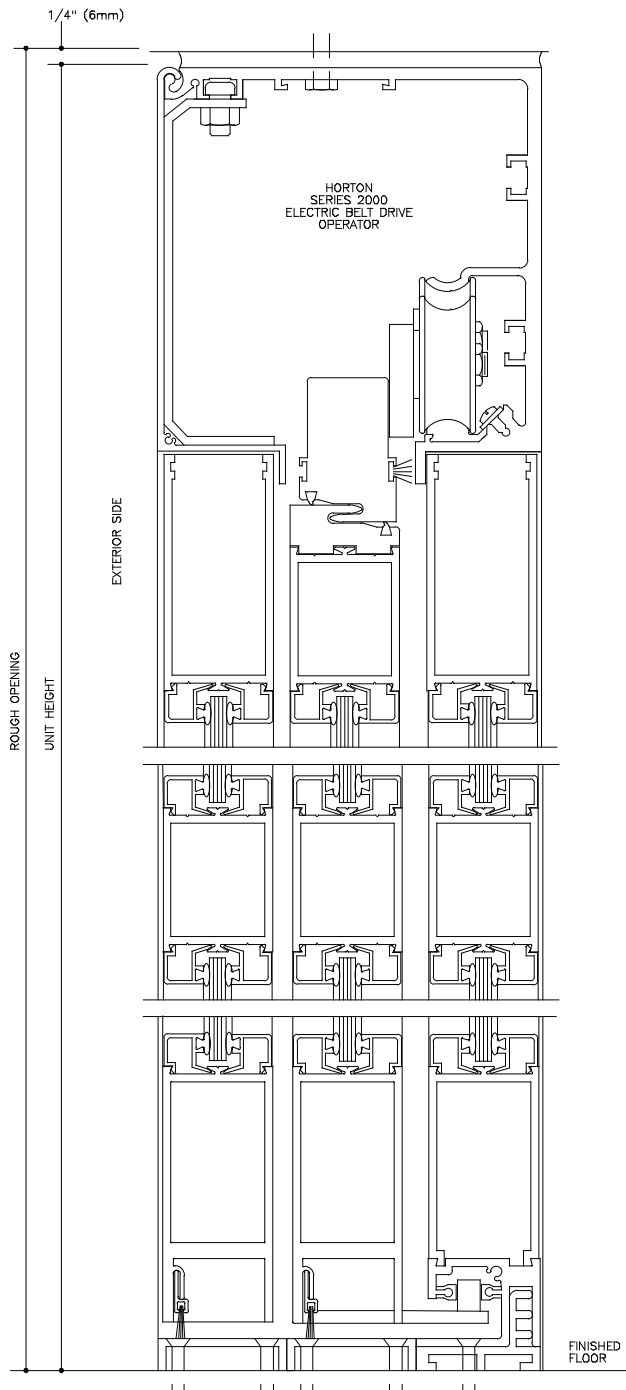 1/4" (6mm)
HORTON
SERIES 2000
ELECTRIC BELT DRIVE
OPERATOR
EXTERIOR SIDE
ROUGH OPENING
UNIT HEIGHT
FINISHED
FLOOR